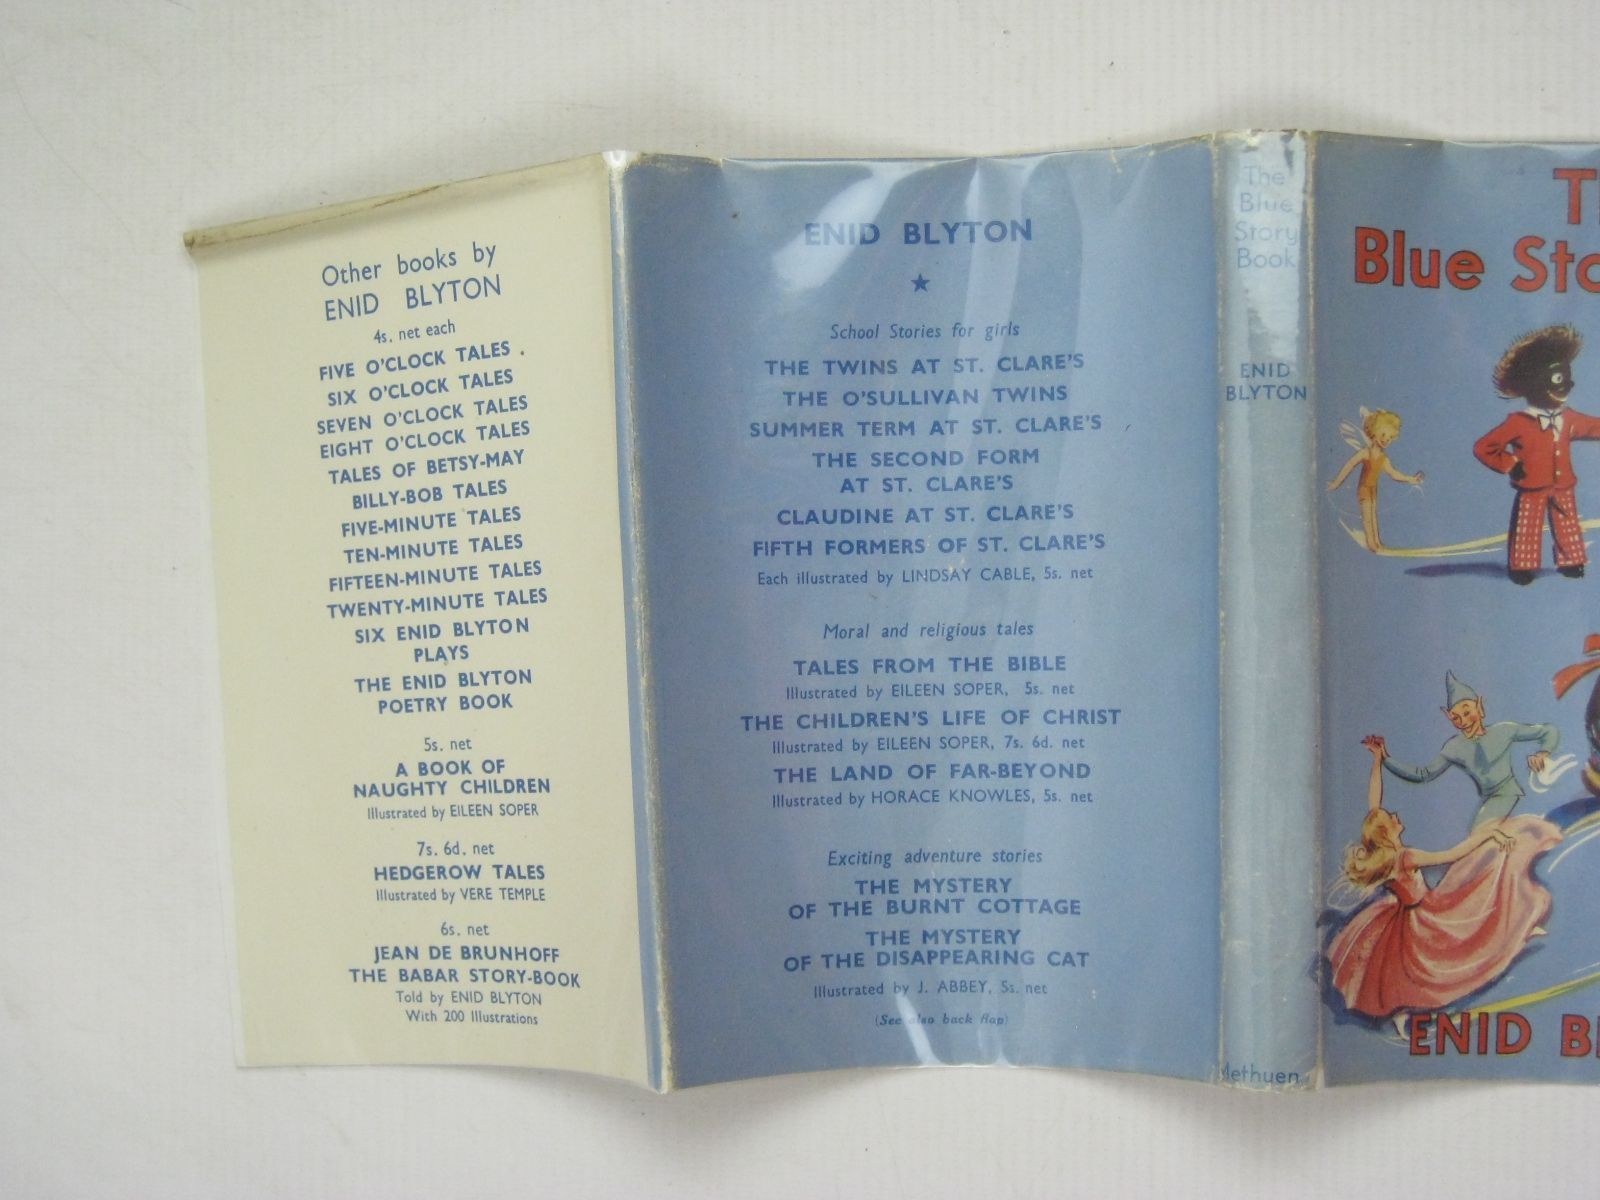 Other books by
ENID BLYTON
4s. net each
FIVE O'CLOCK TALES
SIX O'CLOCK TALES
SEVEN O'CLOCK TALES
EIGHT O'CLOCK TALES
TALES OF BETSY-MAY
BILLY-BOB TALES
FIVE-MINUTE TALES
TEN-MINUTE TALES
FIFTEEN-MINUTE TALES
TWENTY-MINUTE TALES
SIX ENID BLYTON
PLAYS
THE ENID BLYTON
POETRY BOOK
5s. net
A BOOK OF
NAUGHTY CHILDREN
Illustrated by EILEEN SOPER
7s. 6d. net
HEDGEROW TALES
Illustrated by VERE TEMPLE
6s. net
JEAN DE BRUNHOFF
THE BABAR STORY-BOOK
Told by ENID BLYTON
With 200 Illustrations
ENID BLYTON
★
School Stories for girls
THE TWINS AT ST. CLARE'S
THE O'SULLIVAN TWINS
SUMMER TERM AT ST. CLARE'S
THE SECOND FORM
AT ST. CLARE'S
CLAUDINE AT ST. CLARE'S
FIFTH FORMERS OF ST. CLARE'S
Each illustrated by LINDSAY CABLE, 5s. net
Moral and religious tales
TALES FROM THE BIBLE
Illustrated by EILEEN SOPER, 5s. net
THE CHILDREN'S LIFE OF CHRIST
Illustrated by EILEEN SOPER, 7s. 6d. net
THE LAND OF FAR-BEYOND
Illustrated by HORACE KNOWLES, 5s. net
Exciting adventure stories
THE MYSTERY
OF THE BURNT COTTAGE
THE MYSTERY
OF THE DISAPPEARING CAT
Illustrated by J. ABBEY, 5s. net
(See also back flap)
The
Blue
Story
Book
ENID
BLYTON
Methuen
T
Blue Sto
ENID B